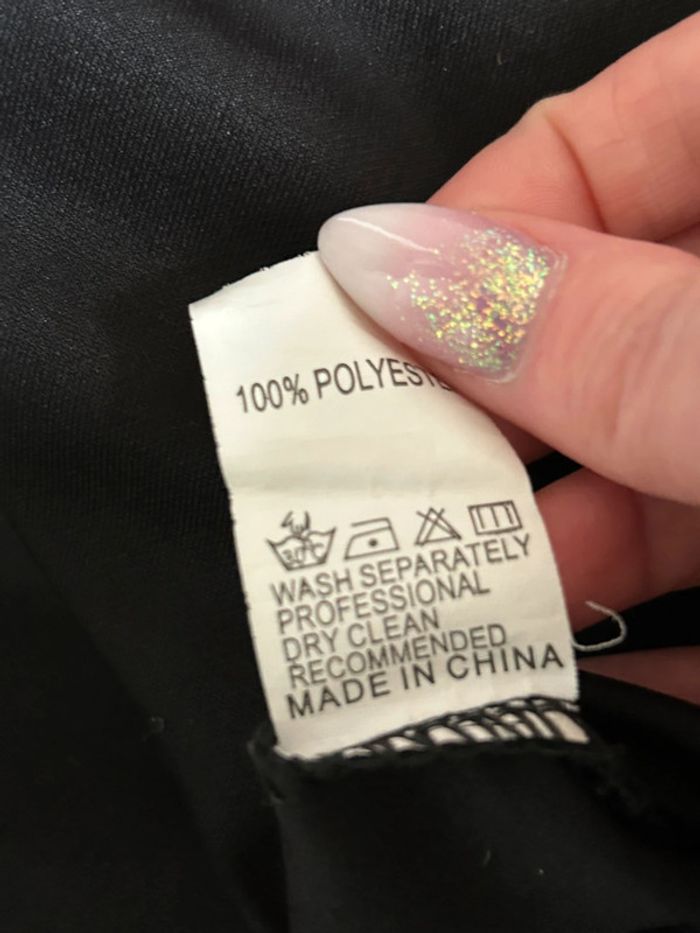 100% POLYESTE
30°C
WASH SEPARATELY
PROFESSIONAL
DRY CLEAN
RECOMMENDED
MADE IN CHINA